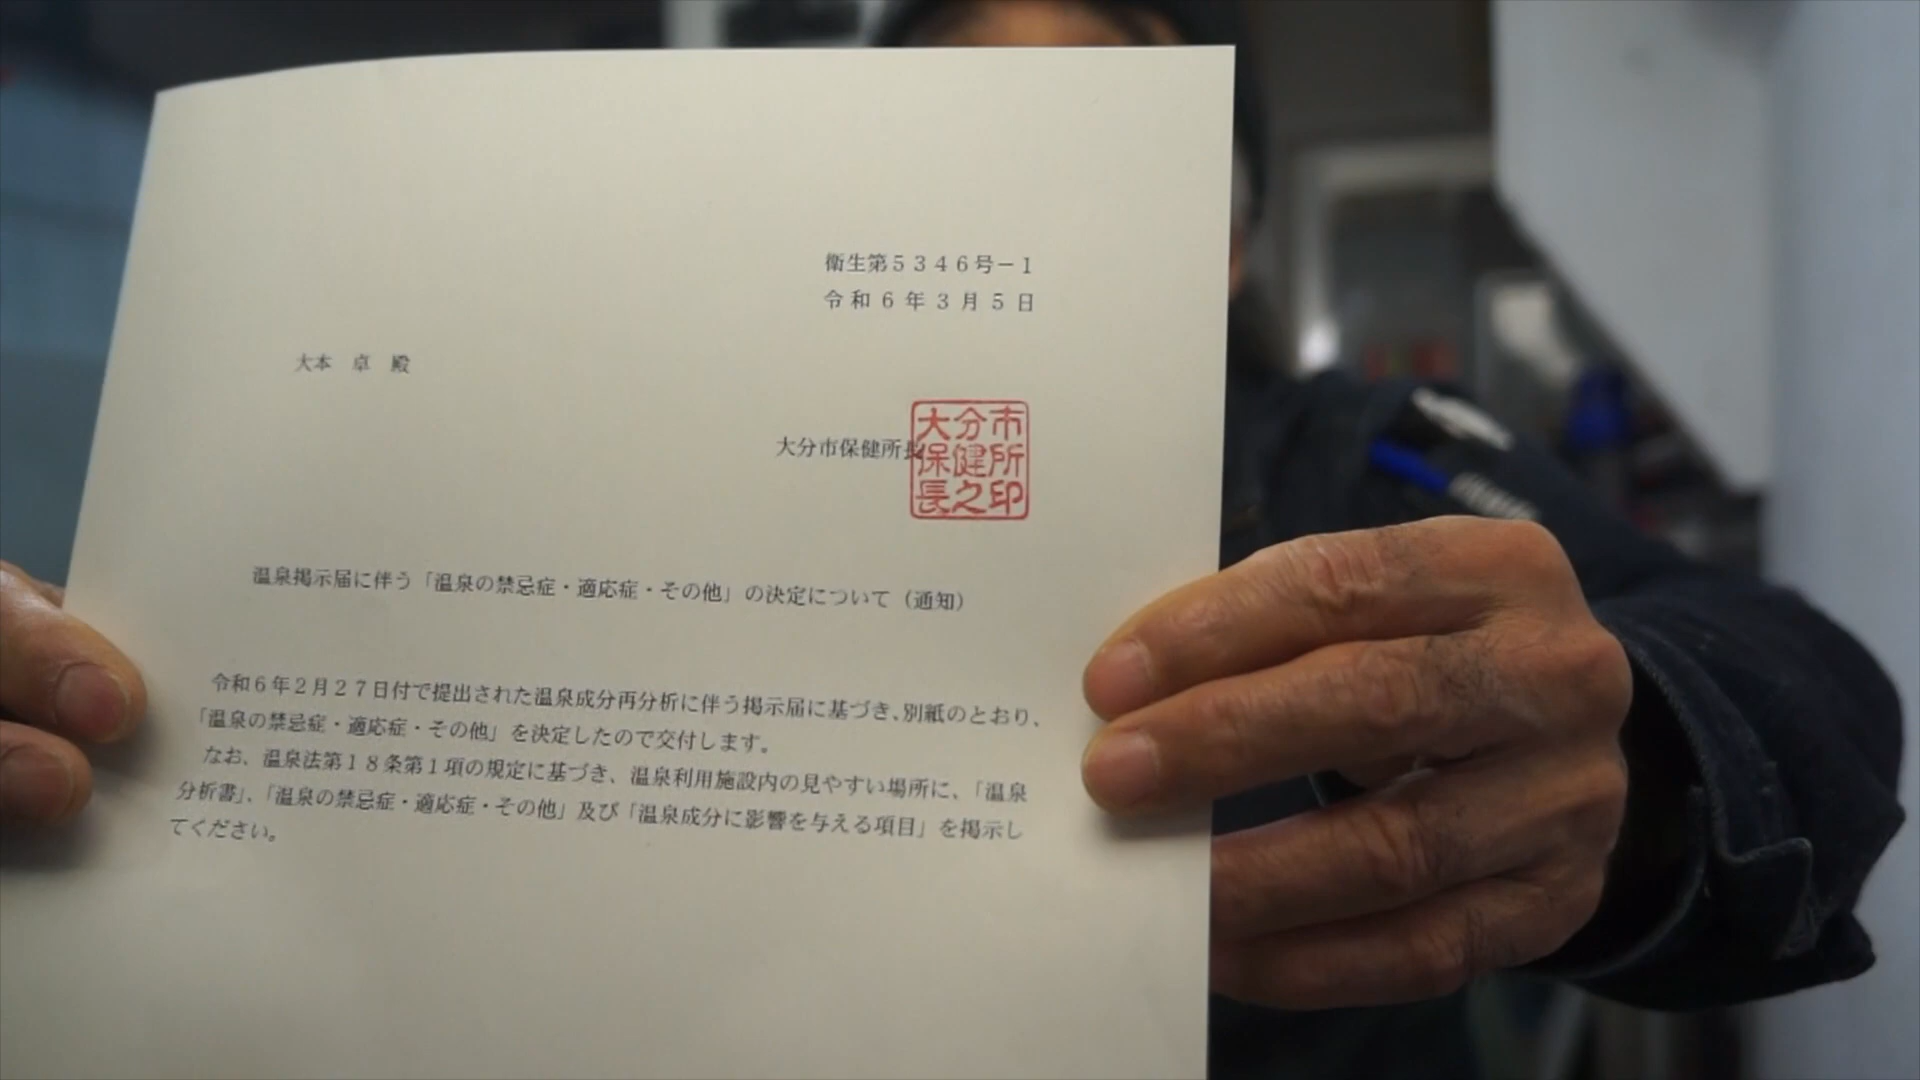 衛生第５３４６号－１
令和６年３月５日
大本　卓　殿
大分市保健所長
大分市
保健所
長之印
温泉掲示届に伴う「温泉の禁忌症・適応症・その他」の決定について（通知）
令和６年２月２７日付で提出された温泉成分再分析に伴う掲示届に基づき、別紙のとおり、
「温泉の禁忌症・適応症・その他」を決定したので交付します。
なお、温泉法第１８条第１項の規定に基づき、温泉利用施設内の見やすい場所に、「温泉
分析書」、「温泉の禁忌症・適応症・その他」及び「温泉成分に影響を与える項目」を掲示し
てください。